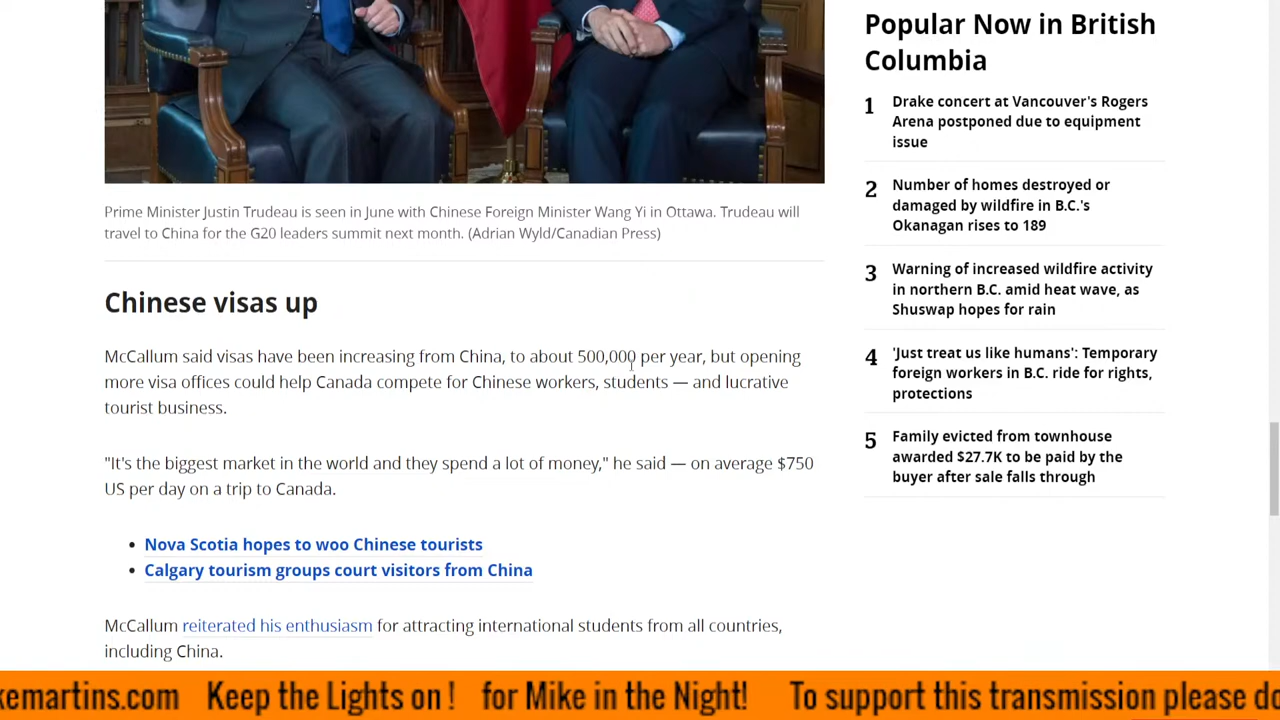 Prime Minister Justin Trudeau is seen in June with Chinese Foreign Minister Wang Yi in Ottawa. Trudeau will
travel to China for the G20 leaders summit next month. (Adrian Wyld/Canadian Press)
Chinese visas up
McCallum said visas have been increasing from China, to about 500,000 per year, but opening
more visa offices could help Canada compete for Chinese workers, students — and lucrative
tourist business.
"It's the biggest market in the world and they spend a lot of money," he said — on average $750
US per day on a trip to Canada.
• Nova Scotia hopes to woo Chinese tourists
• Calgary tourism groups court visitors from China
McCallum reiterated his enthusiasm for attracting international students from all countries,
including China.
Popular Now in British
Columbia
1 Drake concert at Vancouver's Rogers
Arena postponed due to equipment
issue
2 Number of homes destroyed or
damaged by wildfire in B.C.'s
Okanagan rises to 189
3 Warning of increased wildfire activity
in northern B.C. amid heat wave, as
Shuswap hopes for rain
4 'Just treat us like humans': Temporary
foreign workers in B.C. ride for rights,
protections
5 Family evicted from townhouse
awarded $27.7K to be paid by the
buyer after sale falls through
kemartins.com Keep the Lights on ! for Mike in the Night! To support this transmission please do